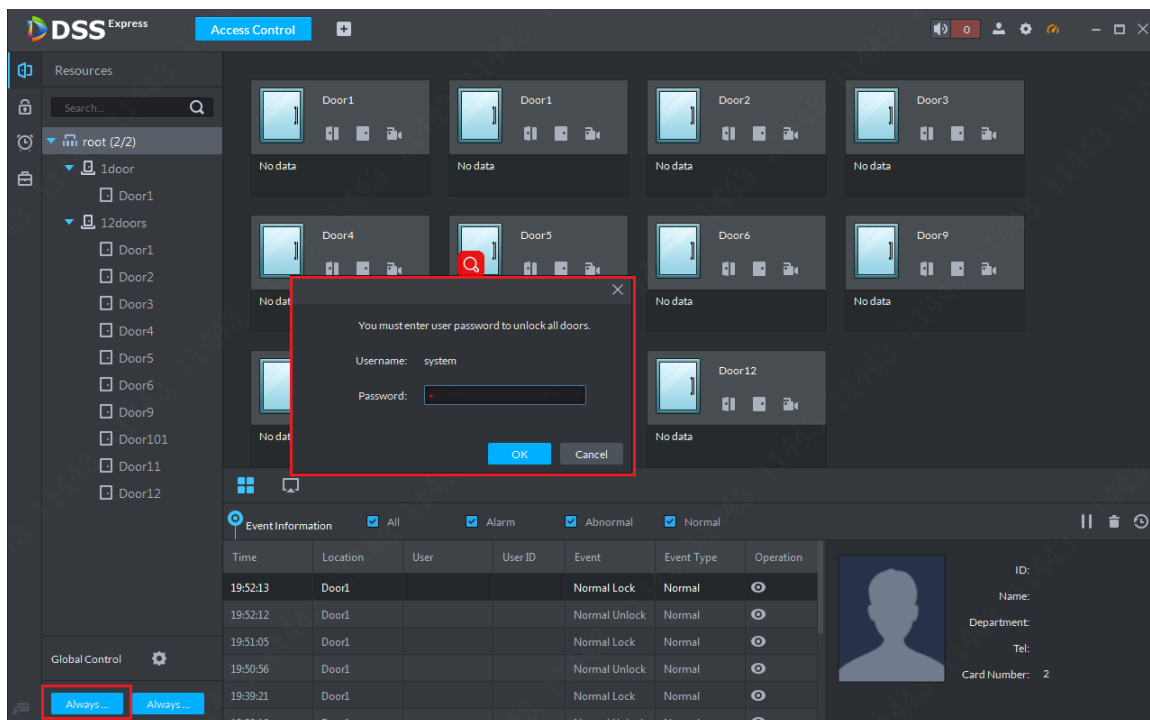 DSS Express
Access Control
0
Resources
Search...
root (2/2)
1door
Door1
12doors
Door1
Door2
Door3
Door4
Door5
Door6
Door9
Door101
Door11
Door12
Global Control
Always...
Always...
Door1
No data
Door1
No data
Door2
No data
Door3
No data
Door4
No dat
Door5
Door6
No data
Door9
No data
No dat
Door12
No data
You must enter user password to unlock all doors.
Username: system
Password:
OK Cancel
Event Information All Alarm Abnormal Normal
Time Location User User ID Event Event Type Operation
19:52:13 Door1 Normal Lock Normal
19:52:12 Door1 Normal Unlock Normal
19:51:05 Door1 Normal Lock Normal
19:50:56 Door1 Normal Unlock Normal
19:39:21 Door1 Normal Lock Normal
ID:
Name:
Department:
Tel:
Card Number: 2